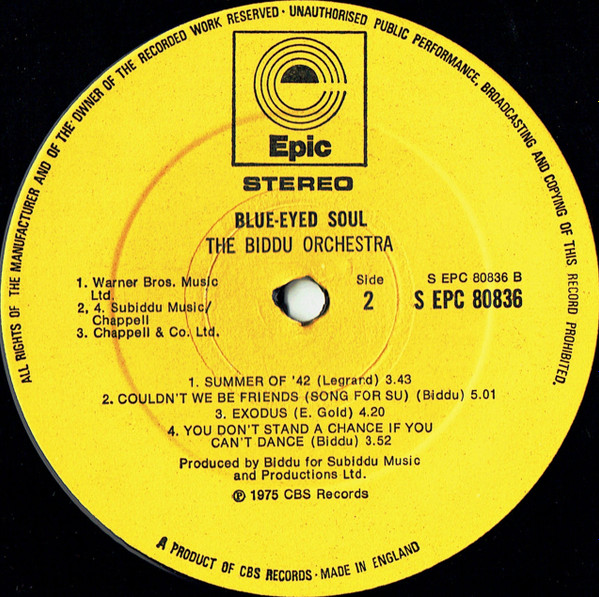 ALL RIGHTS OF THE MANUFACTURER AND OF THE OWNER OF THE RECORDED WORK RESERVED · UNAUTHORISED PUBLIC PERFORMANCE, BROADCASTING AND COPYING OF THIS RECORD PROHIBITED.
Epic
STEREO
BLUE-EYED SOUL
THE BIDDU ORCHESTRA
1. Warner Bros. Music
Ltd.
2, 4. Subiddu Music/
Chappell
3. Chappell & Co. Ltd.
Side
2
S EPC 80836 B
S EPC 80836
1. SUMMER OF '42 (Legrard) 3.43
2. COULDN'T WE BE FRIENDS (SONG FOR SU) (Biddu) 5.01
3. EXODUS (E. Gold) 4.20
4. YOU DON'T STAND A CHANCE IF YOU
CAN'T DANCE (Biddu) 3.52
Produced by Biddu for Subiddu Music
and Productions Ltd.
℗ 1975 CBS Records
A PRODUCT OF CBS RECORDS · MADE IN ENGLAND